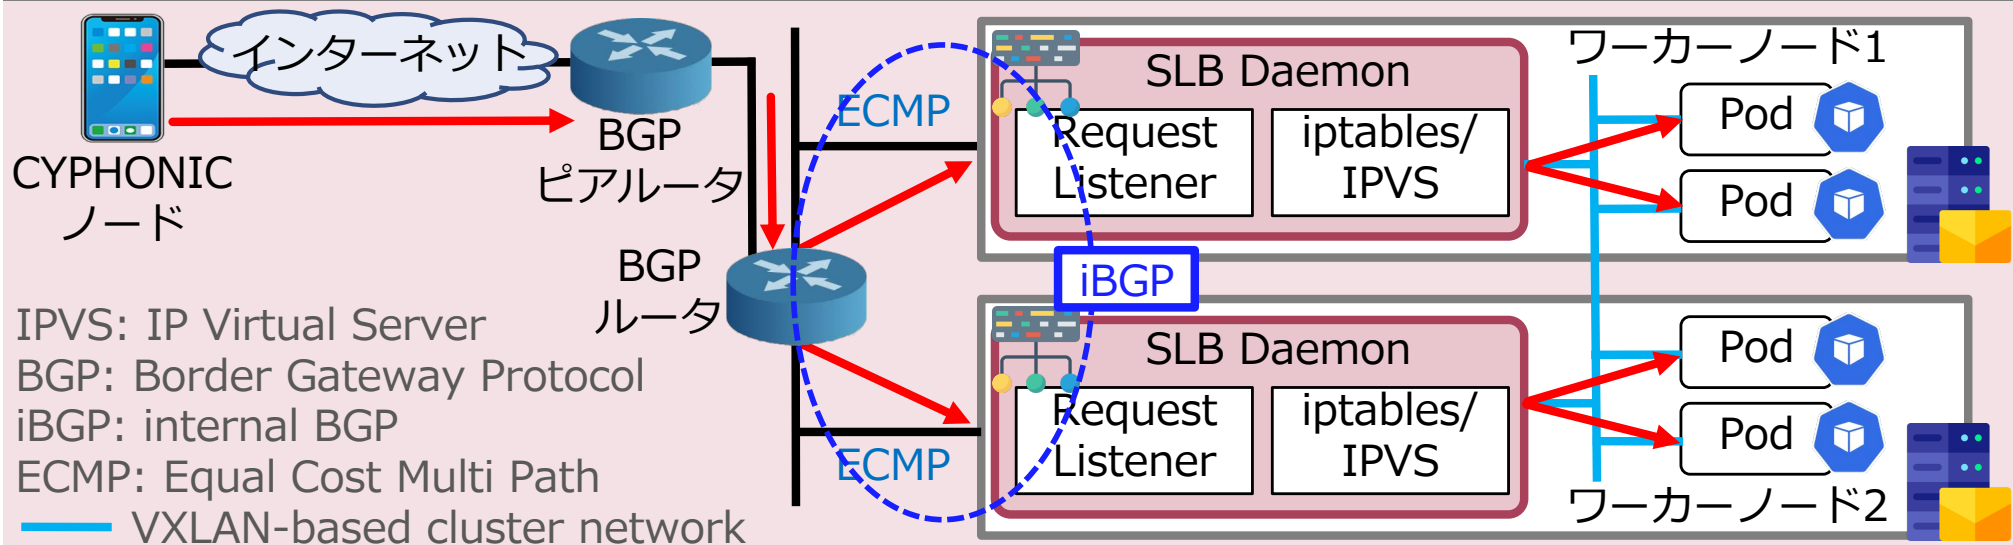 インターネット
CYPHONIC
ノード
BGP
ピアルータ
BGP
ルータ
ECMP
ECMP
iBGP
SLB Daemon
Request
Listener
iptables/
IPVS
ワーカーノード1
Pod
Pod
SLB Daemon
Request
Listener
iptables/
IPVS
Pod
Pod
ワーカーノード2
IPVS: IP Virtual Server
BGP: Border Gateway Protocol
iBGP: internal BGP
ECMP: Equal Cost Multi Path
VXLAN-based cluster network